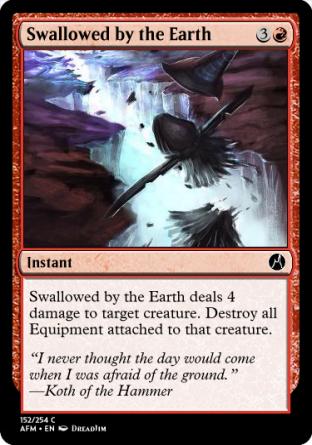 Swallowed by the Earth 3
Instant
Swallowed by the Earth deals 4
damage to target creature. Destroy all
Equipment attached to that creature.
“I never thought the day would come
when I was afraid of the ground.”
—Koth of the Hammer
152/254 C
AFM • EN DreadJim